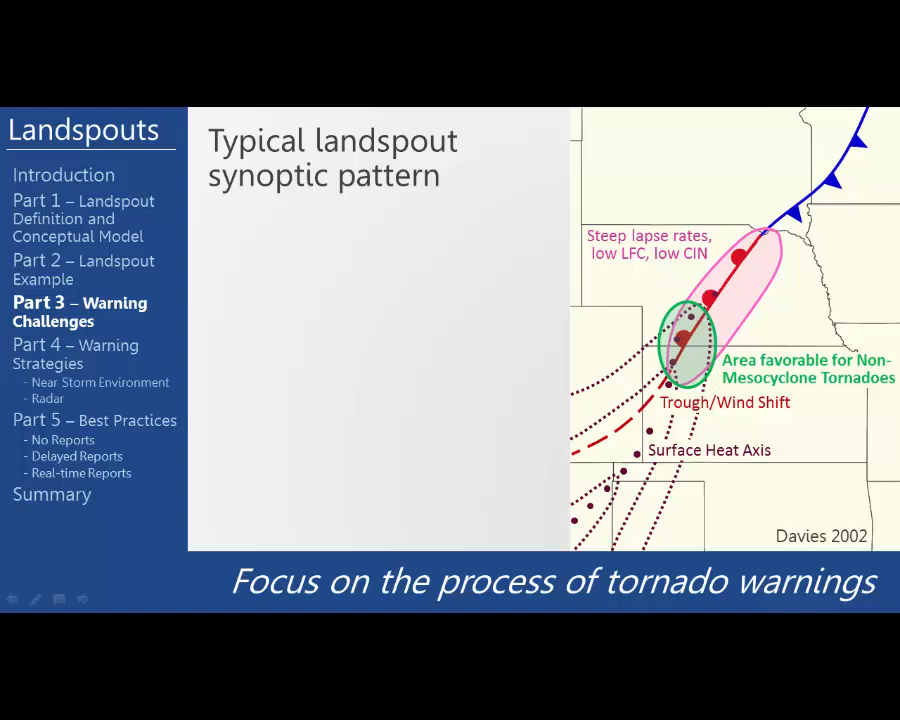 Landspouts
Introduction
Part 1 – Landspout
Definition and
Conceptual Model
Part 2 – Landspout
Example
Part 3 – Warning
Challenges
Part 4 – Warning
Strategies
- Near Storm Environment
- Radar
Part 5 – Best Practices
- No Reports
- Delayed Reports
- Real-time Reports
Summary
Typical landspout
synoptic pattern
Steep lapse rates,
low LFC, low CIN
Area favorable for Non-
Mesocyclone Tornadoes
Trough/Wind Shift
Surface Heat Axis
Davies 2002
Focus on the process of tornado warnings